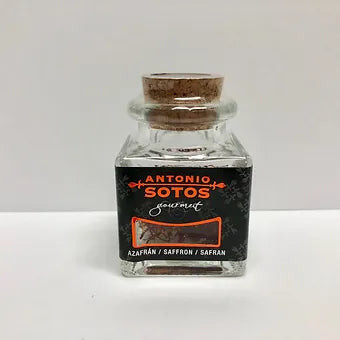 ANTONIO
SOTOS
gourmet
AZAFRÁN / SAFFRON / SAFRAN